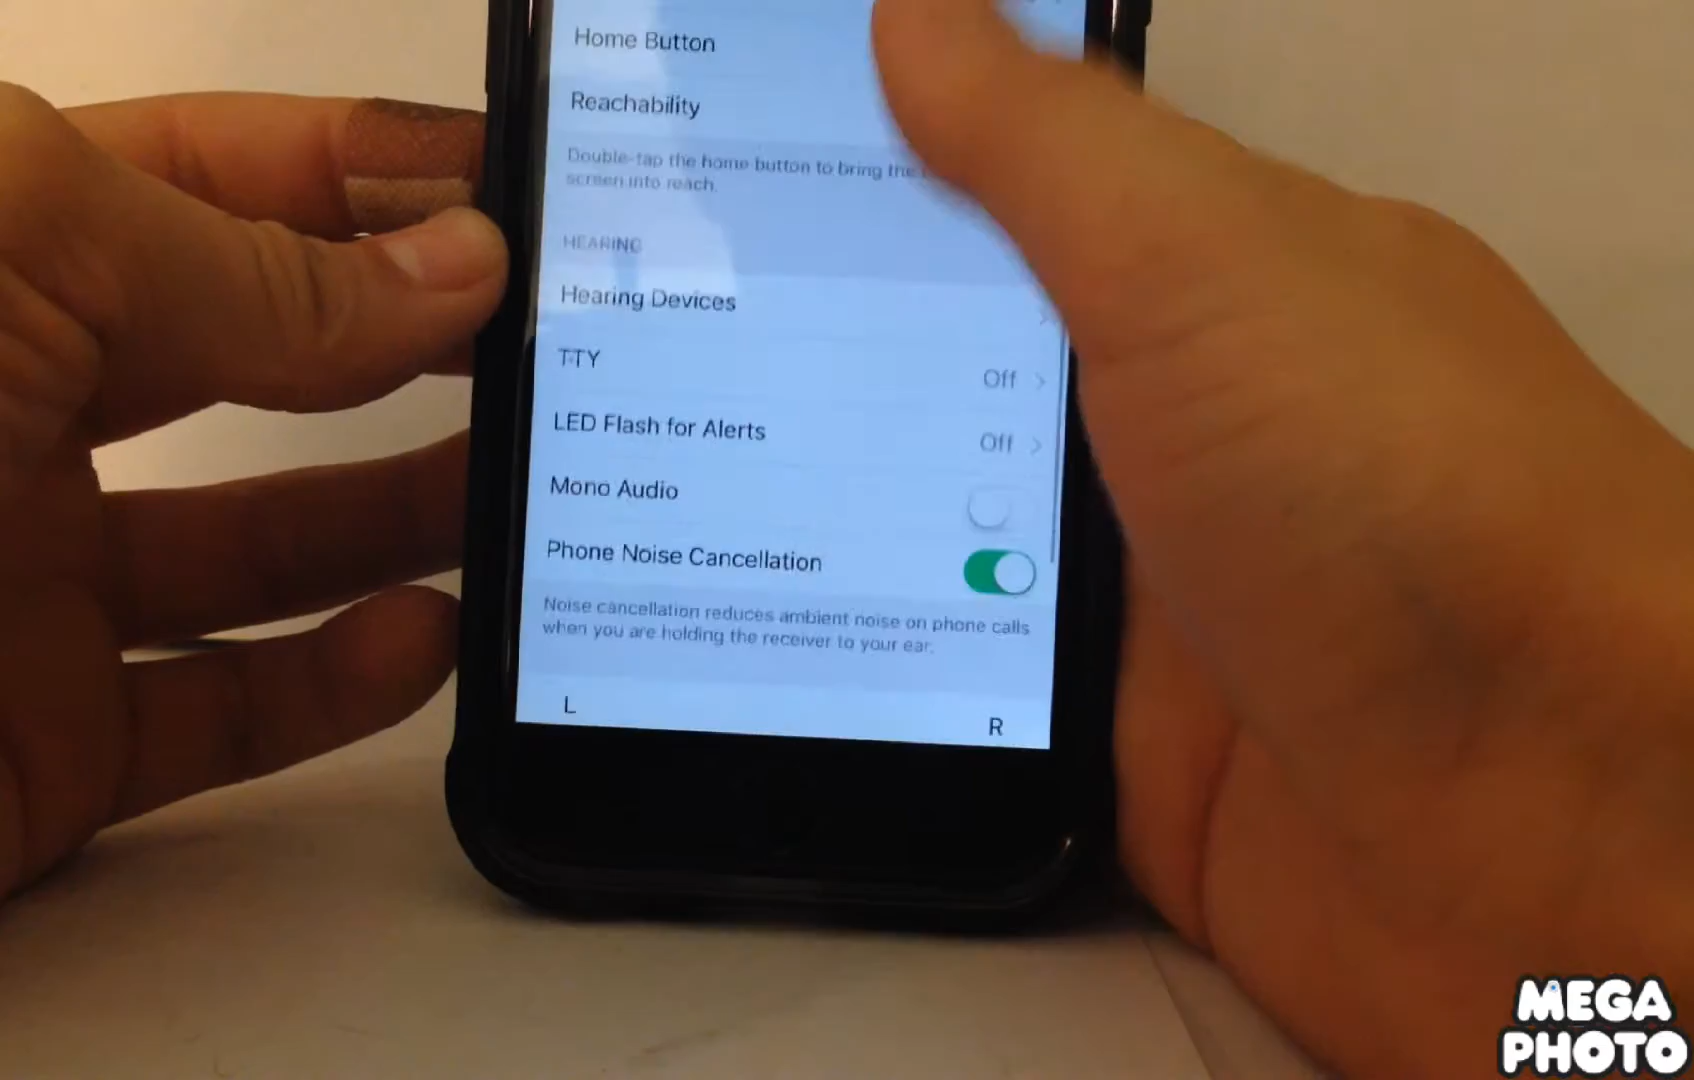 Home Button
Reachability
Double-tap the home button to bring the
screen into reach.
HEARING
Hearing Devices
TTY
Off
LED Flash for Alerts
Off
Mono Audio
Phone Noise Cancellation
Noise cancellation reduces ambient noise on phone calls
when you are holding the receiver to your ear.
L
R
MEGA
PHOTO